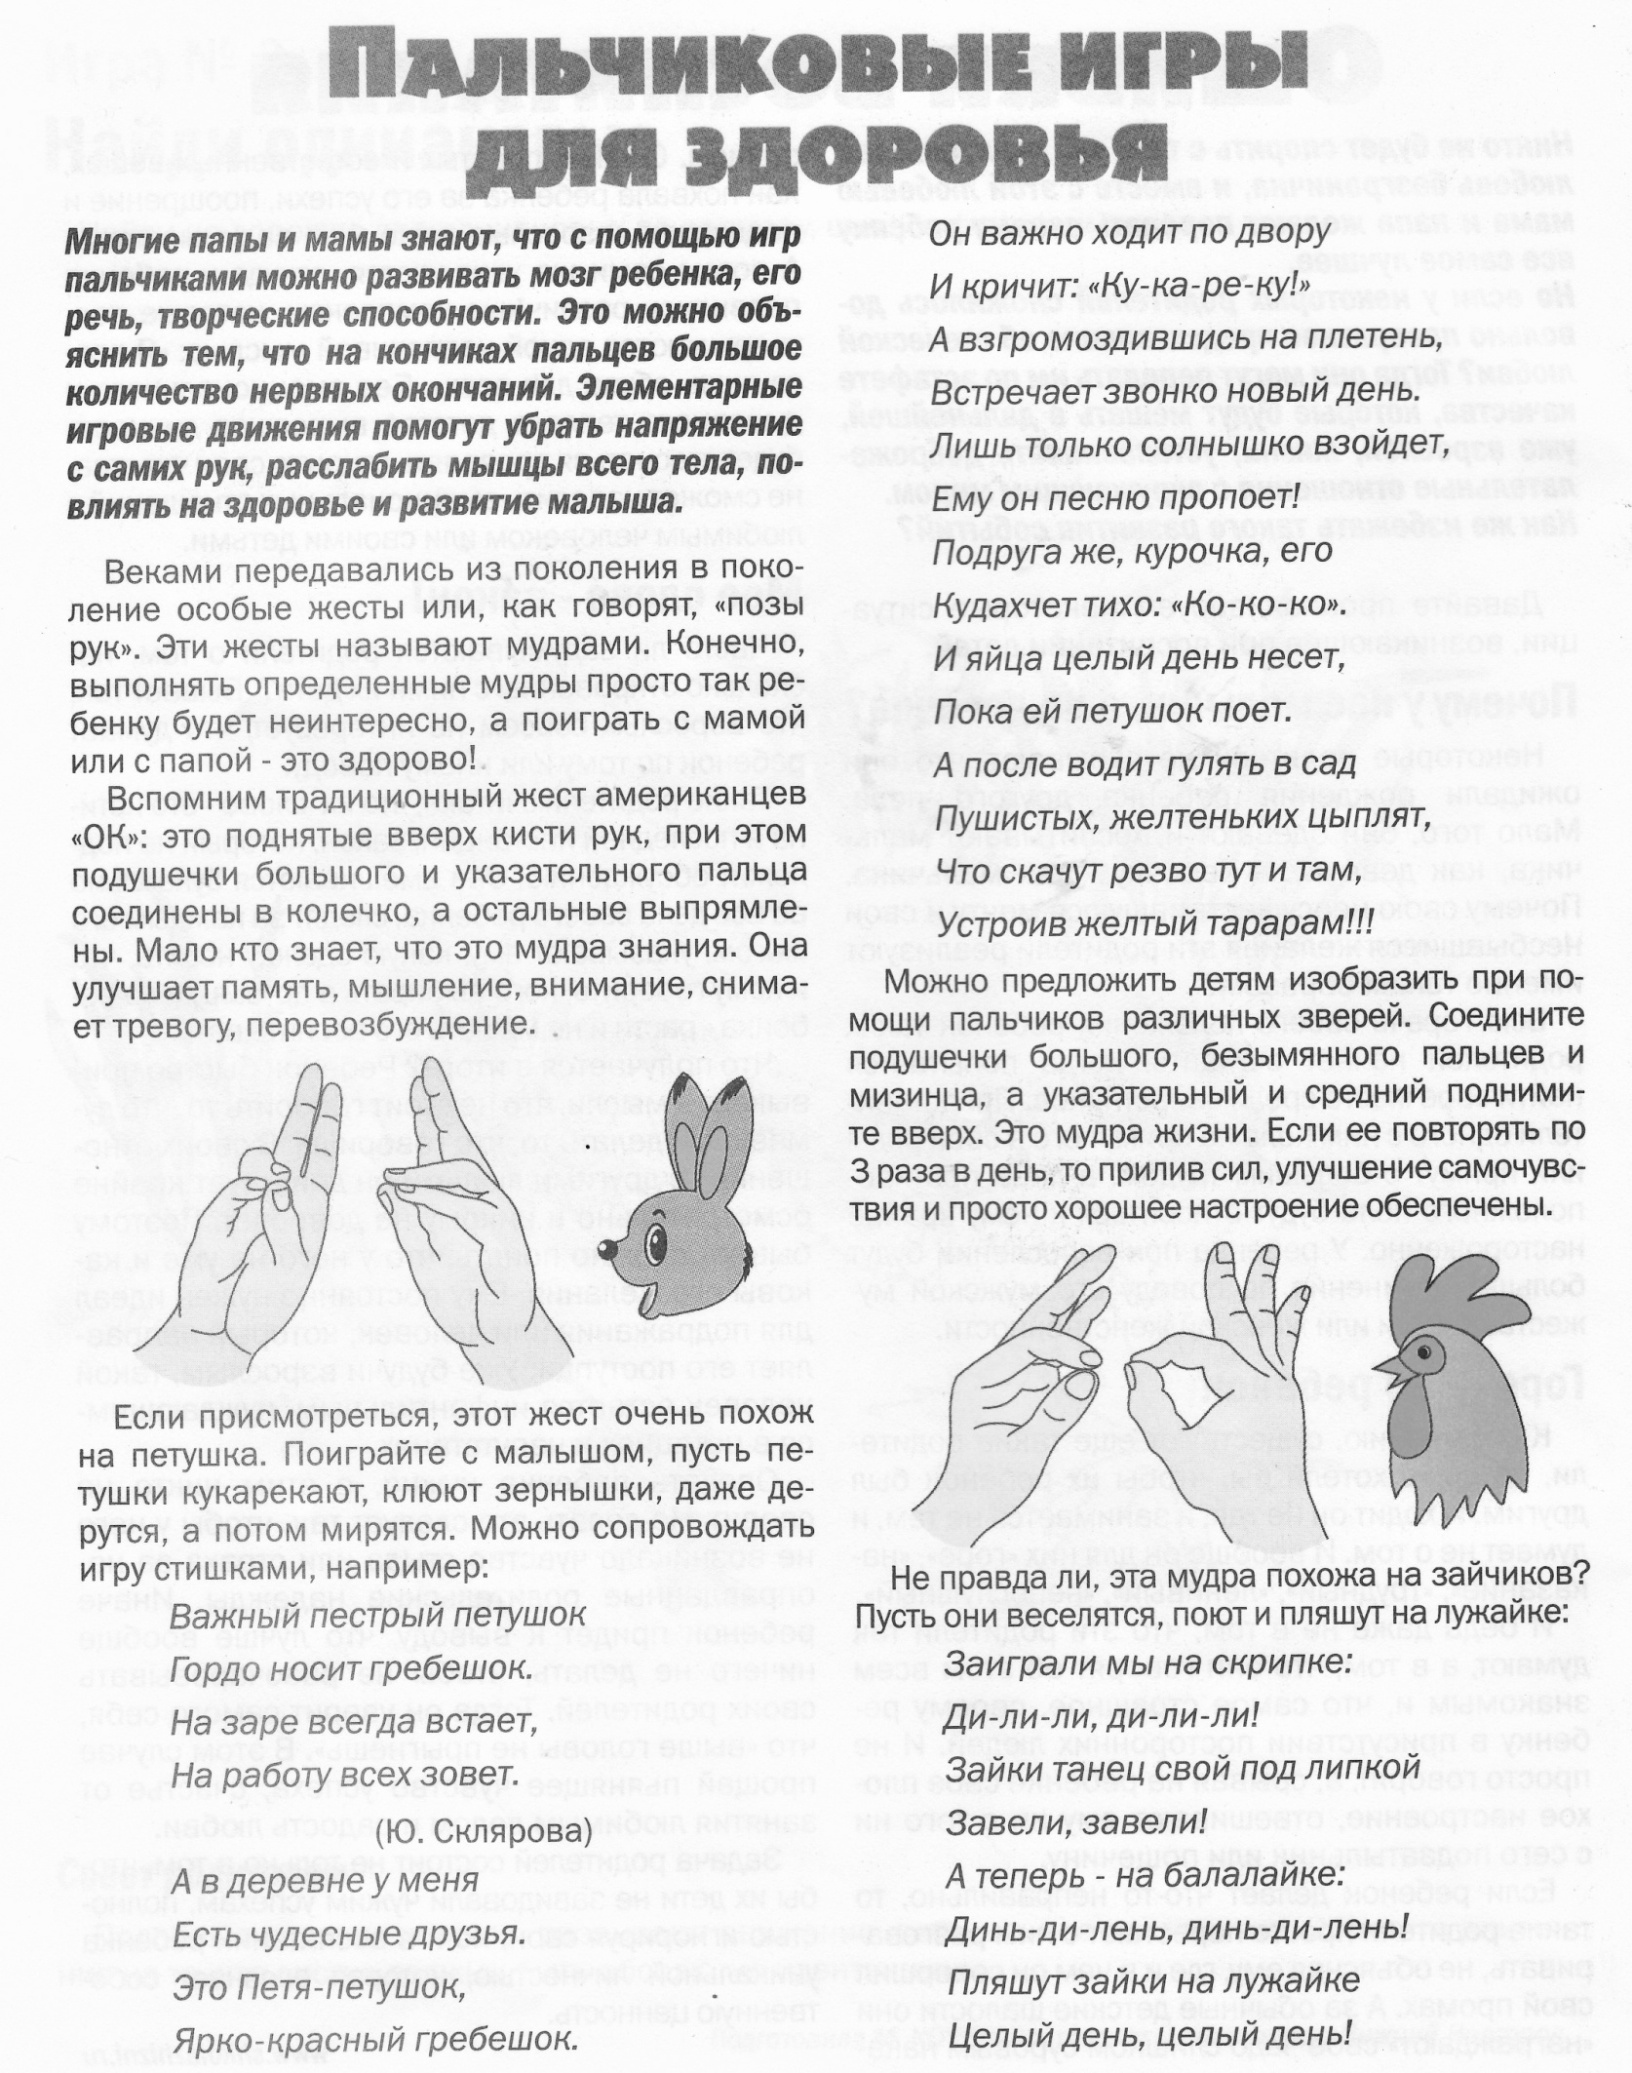 Пальчиковые игры
для здоровья
Многие папы и мамы знают, что с помощью игр
пальчиками можно развивать мозг ребенка, его
речь, творческие способности. Это можно объ-
яснить тем, что на кончиках пальцев большое
количество нервных окончаний. Элементарные
игровые движения помогут убрать напряжение
с самих рук, расслабить мышцы всего тела, по-
влиять на здоровье и развитие малыша.
Веками передавались из поколения в поко-
ление особые жесты или, как говорят, «позы
рук». Эти жесты называют мудрами. Конечно,
выполнять определенные мудры просто так ре-
бенку будет неинтересно, а поиграть с мамой
или с папой - это здорово!
Вспомним традиционный жест американцев
«ОК»: это поднятые вверх кисти рук, при этом
подушечки большого и указательного пальца
соединены в колечко, а остальные выпрямле-
ны. Мало кто знает, что это мудра знания. Она
улучшает память, мышление, внимание, снима-
ет тревогу, перевозбуждение.
Если присмотреться, этот жест очень похож
на петушка. Поиграйте с малышом, пусть пе-
тушки кукарекают, клюют зернышки, даже де-
рутся, а потом мирятся. Можно сопровождать
игру стишками, например:
Важный пестрый петушок
Гордо носит гребешок.
На заре всегда встает,
На работу всех зовет.
(Ю. Склярова)
А в деревне у меня
Есть чудесные друзья.
Это Петя-петушок,
Ярко-красный гребешок.
Он важно ходит по двору
И кричит: «Ку-ка-ре-ку!»
А взгромоздившись на плетень,
Встречает звонко новый день.
Лишь только солнышко взойдет,
Ему он песню пропоет!
Подруга же, курочка, его
Кудахчет тихо: «Ко-ко-ко».
И яйца целый день несет,
Пока ей петушок поет.
А после водит гулять в сад
Пушистых, желтеньких цыплят,
Что скачут резво тут и там,
Устроив желтый тарарам!!!
Можно предложить детям изобразить при по-
мощи пальчиков различных зверей. Соедините
подушечки большого, безымянного пальцев и
мизинца, а указательный и средний поднимии-
те вверх. Это мудра жизни. Если ее повторять по
3 раза в день, то прилив сил, улучшение самочувс-
твия и просто хорошее настроение обеспечены.
Не правда ли, эта мудра похожа на зайчиков?
Пусть они веселятся, поют и пляшут на лужайке:
Заиграли мы на скрипке:
Ди-ли-ли, ди-ли-ли!
Зайки танец свой под липкой
Завели, завели!
А теперь - на балалайке:
Динь-ди-лень, динь-ди-лень!
Пляшут зайки на лужайке
Целый день, целый день!